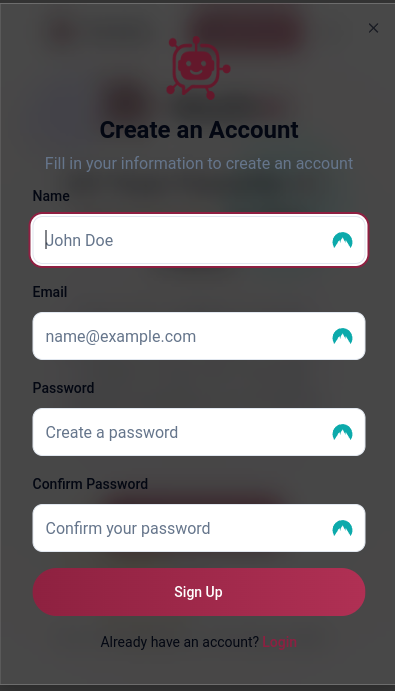 Create an Account
Fill in your information to create an account
Name
John Doe
Email
name@example.com
Password
Create a password
Confirm Password
Confirm your password
Sign Up
Already have an account? Login